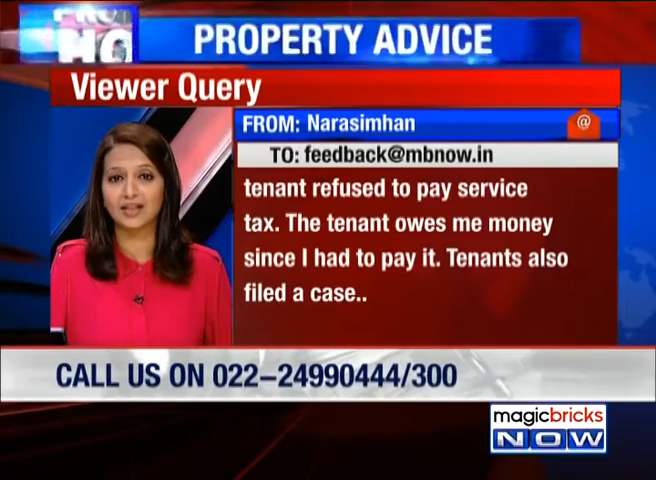 PROPERTY ADVICE
Viewer Query
FROM: Narasimhan
@
TO: feedback@mbnow.in
tenant refused to pay service
tax. The tenant owes me money
since I had to pay it. Tenants also
filed a case..
CALL US ON 022–24990444/300
magicbricks
NOW